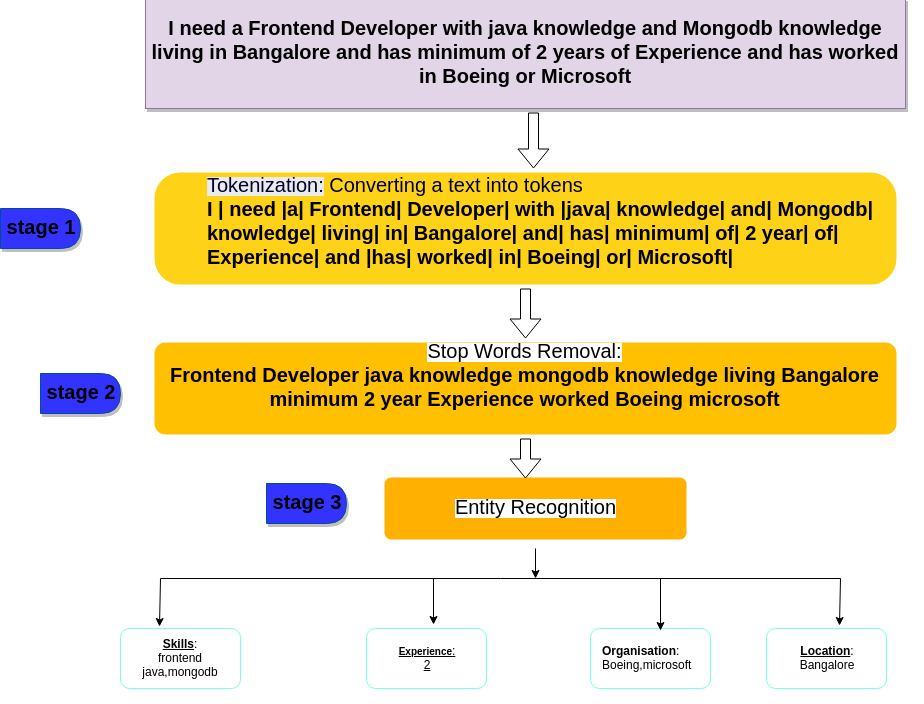 I need a Frontend Developer with java knowledge and Mongodb knowledge
living in Bangalore and has minimum of 2 years of Experience and has worked
in Boeing or Microsoft
Tokenization: Converting a text into tokens
I | need |a| Frontend| Developer| with |java| knowledge| and| Mongodb|
knowledge| living| in| Bangalore| and| has| minimum| of| 2 year| of|
Experience| and |has| worked| in| Boeing| or| Microsoft|
stage 1
Stop Words Removal:
Frontend Developer java knowledge mongodb knowledge living Bangalore
minimum 2 year Experience worked Boeing microsoft
stage 2
stage 3
Entity Recognition
Skills:
frontend
java,mongodb
Experience:
2
Organisation:
Boeing,microsoft
Location:
Bangalore